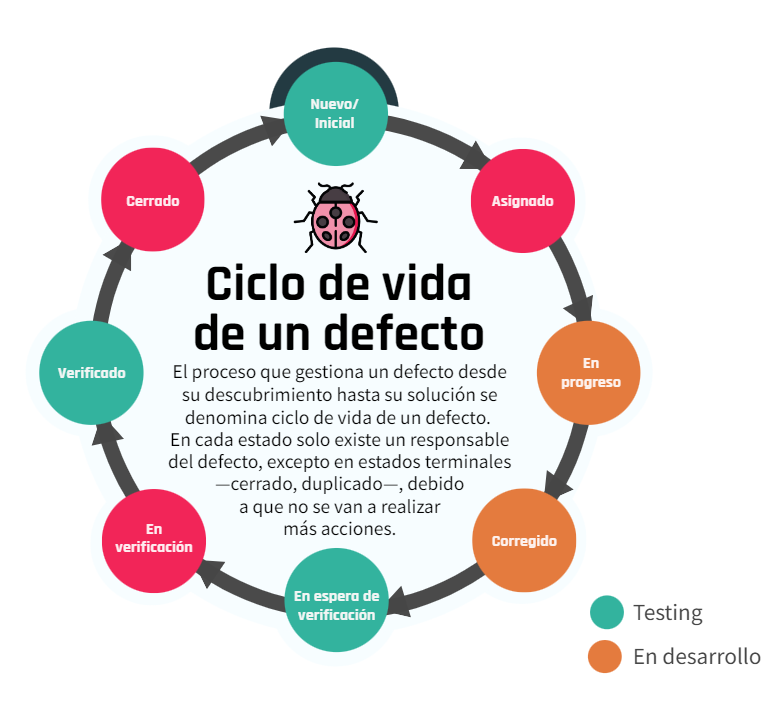 Nuevo/
Inicial
Cerrado
Asignado
Ciclo de vida
de un defecto
El proceso que gestiona un defecto desde
su descubrimiento hasta su solución se
denomina ciclo de vida de un defecto.
En cada estado solo existe un responsable
del defecto, excepto en estados terminales
—cerrado, duplicado—, debido
a que no se van a realizar
más acciones.
Verificado
En
progreso
En
verificación
Corregido
En espera de
verificación
Testing
En desarrollo